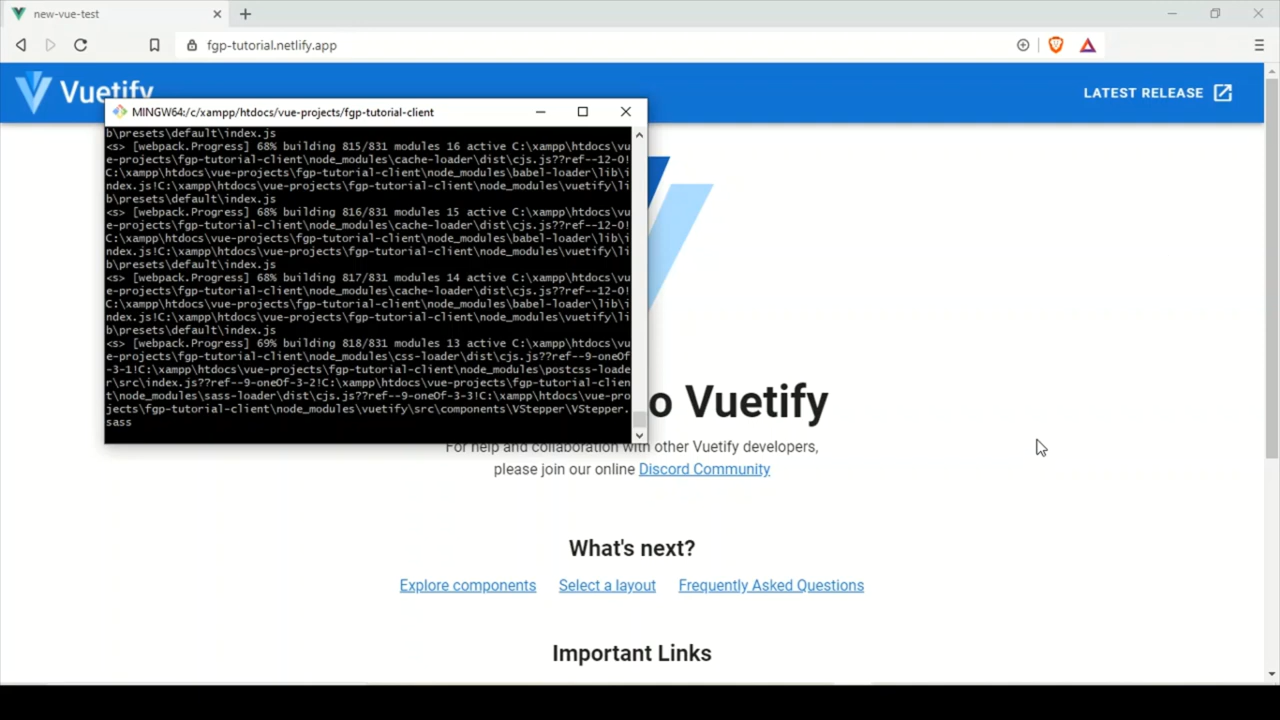 new-vue-test
fgp-tutorial.netlify.app
Vuetify
LATEST RELEASE
MINGW64:/c/xampp/htdocs/vue-projects/fgp-tutorial-client
b\presets\default\index.js
<s> [webpack.Progress] 68% building 815/831 modules 16 active C:\xampp\htdocs\vu
e-projects\fgp-tutorial-client\node_modules\cache-loader\dist\cjs.js??ref--12-0!
C:\xampp\htdocs\vue-projects\fgp-tutorial-client\node_modules\babel-loader\lib\i
ndex.js!C:\xampp\htdocs\vue-projects\fgp-tutorial-client\node_modules\vuetify\li
b\presets\default\index.js
<s> [webpack.Progress] 68% building 816/831 modules 15 active C:\xampp\htdocs\vu
e-projects\fgp-tutorial-client\node_modules\cache-loader\dist\cjs.js??ref--12-0!
C:\xampp\htdocs\vue-projects\fgp-tutorial-client\node_modules\babel-loader\lib\i
ndex.js!C:\xampp\htdocs\vue-projects\fgp-tutorial-client\node_modules\vuetify\li
b\presets\default\index.js
<s> [webpack.Progress] 68% building 817/831 modules 14 active C:\xampp\htdocs\vu
e-projects\fgp-tutorial-client\node_modules\cache-loader\dist\cjs.js??ref--12-0!
C:\xampp\htdocs\vue-projects\fgp-tutorial-client\node_modules\babel-loader\lib\i
ndex.js!C:\xampp\htdocs\vue-projects\fgp-tutorial-client\node_modules\vuetify\li
b\presets\default\index.js
<s> [webpack.Progress] 69% building 818/831 modules 13 active C:\xampp\htdocs\vu
e-projects\fgp-tutorial-client\node_modules\css-loader\dist\cjs.js??ref--9-oneOf
-3-1!C:\xampp\htdocs\vue-projects\fgp-tutorial-client\node_modules\postcss-loade
r\src\index.js??ref--9-oneOf-3-2!C:\xampp\htdocs\vue-projects\fgp-tutorial-clien
t\node_modules\sass-loader\dist\cjs.js??ref--9-oneOf-3-3!C:\xampp\htdocs\vue-pro
jects\fgp-tutorial-client\node_modules\vuetify\src\components\VStepper\VStepper.
sass
o Vuetify
For help and collaboration with other Vuetify developers,
please join our online Discord Community
What's next?
Explore components Select a layout Frequently Asked Questions
Important Links